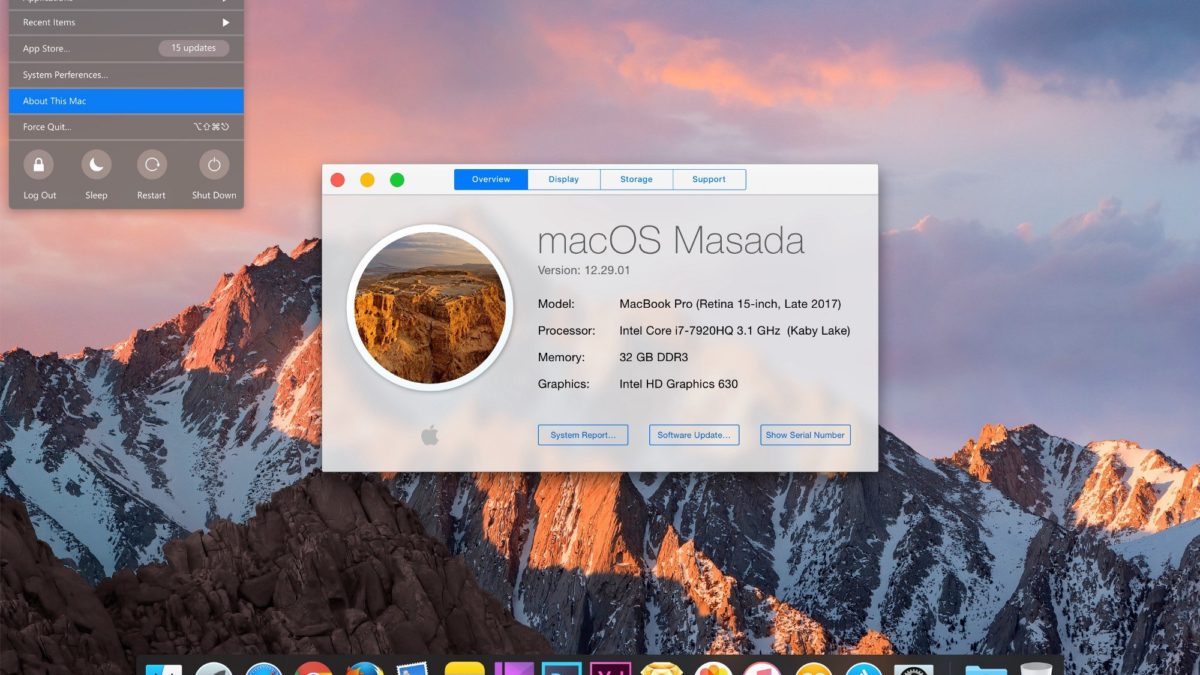 Applications
Recent Items
App Store...
15 updates
System Perferences...
About This Mac
Force Quit...
⌥⇧⌘⎋
Log Out
Sleep
Restart
Shut Down
Overview
Display
Storage
Support
macOS Masada
Version: 12.29.01
Model: MacBook Pro (Retina 15-inch, Late 2017)
Processor: Intel Core i7-7920HQ 3.1 GHz (Kaby Lake)
Memory: 32 GB DDR3
Graphics: Intel HD Graphics 630
System Report...
Software Update...
Show Serial Number